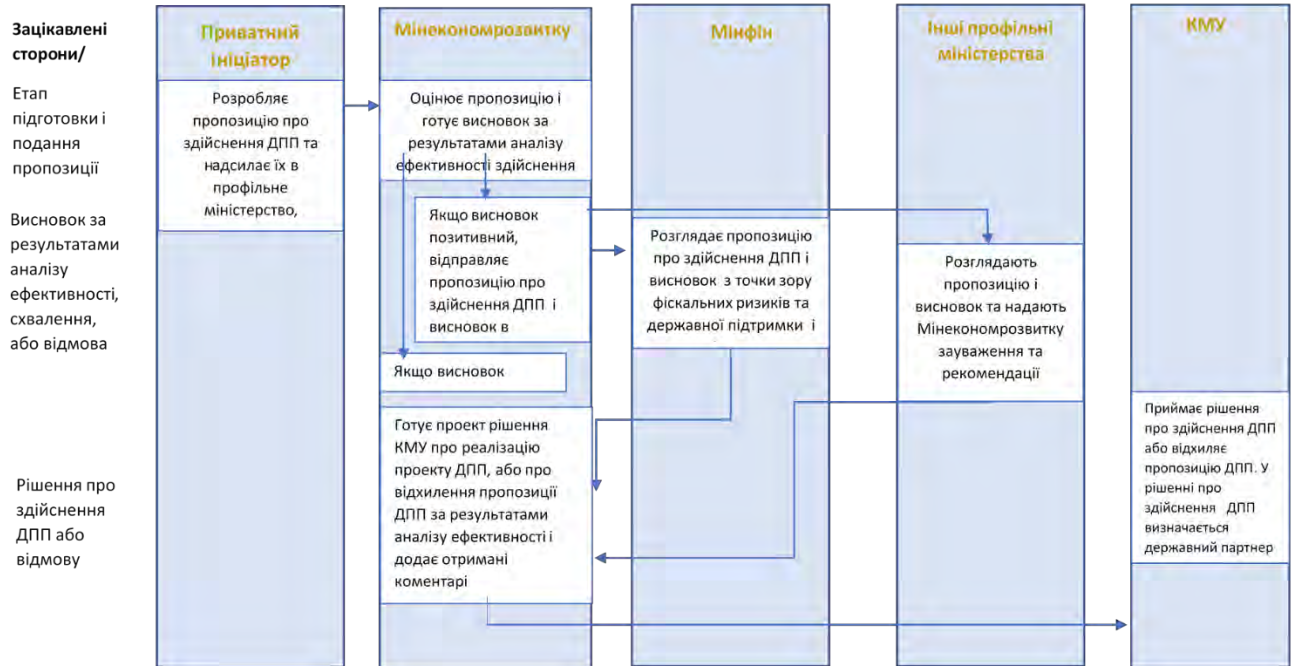 Зацікавлені
сторони/
Етап
підготовки і
подання
пропозиції
Висновок за
результатами
аналізу
ефективності,
схвалення,
або відмова
Рішення про
здійснення
ДПП або
відмову
Приватний
ініціатор
Розробляє
пропозицію про
здійснення ДПП та
надсилає їх в
профільне
міністерство,
Мінекономрозвитку
Оцінює пропозицію і
готує висновок за
результатами аналізу
ефективності здійснення
Якщо висновок
позитивний,
відправляє
пропозицію про
здійснення ДПП і
висновок в
Якщо висновок
Готує проект рішення
КМУ про реалізацію
проекту ДПП, або про
відхилення пропозиції
ДПП за результатами
аналізу ефективності і
додає отримані
коментарі
Мінфін
Розглядає пропозицію
про здійснення ДПП і
висновок з точки зору
фіскальних ризиків та
державної підтримки і
Інші профільні
міністерства
Розглядають
пропозицію і
висновок та надають
Мінекономрозвитку
зауваження та
рекомендації
КМУ
Приймає рішення
про здійснення ДПП
або відхиляє
пропозицію ДПП. У
рішенні про
здійснення ДПП
визначається
державний партнер